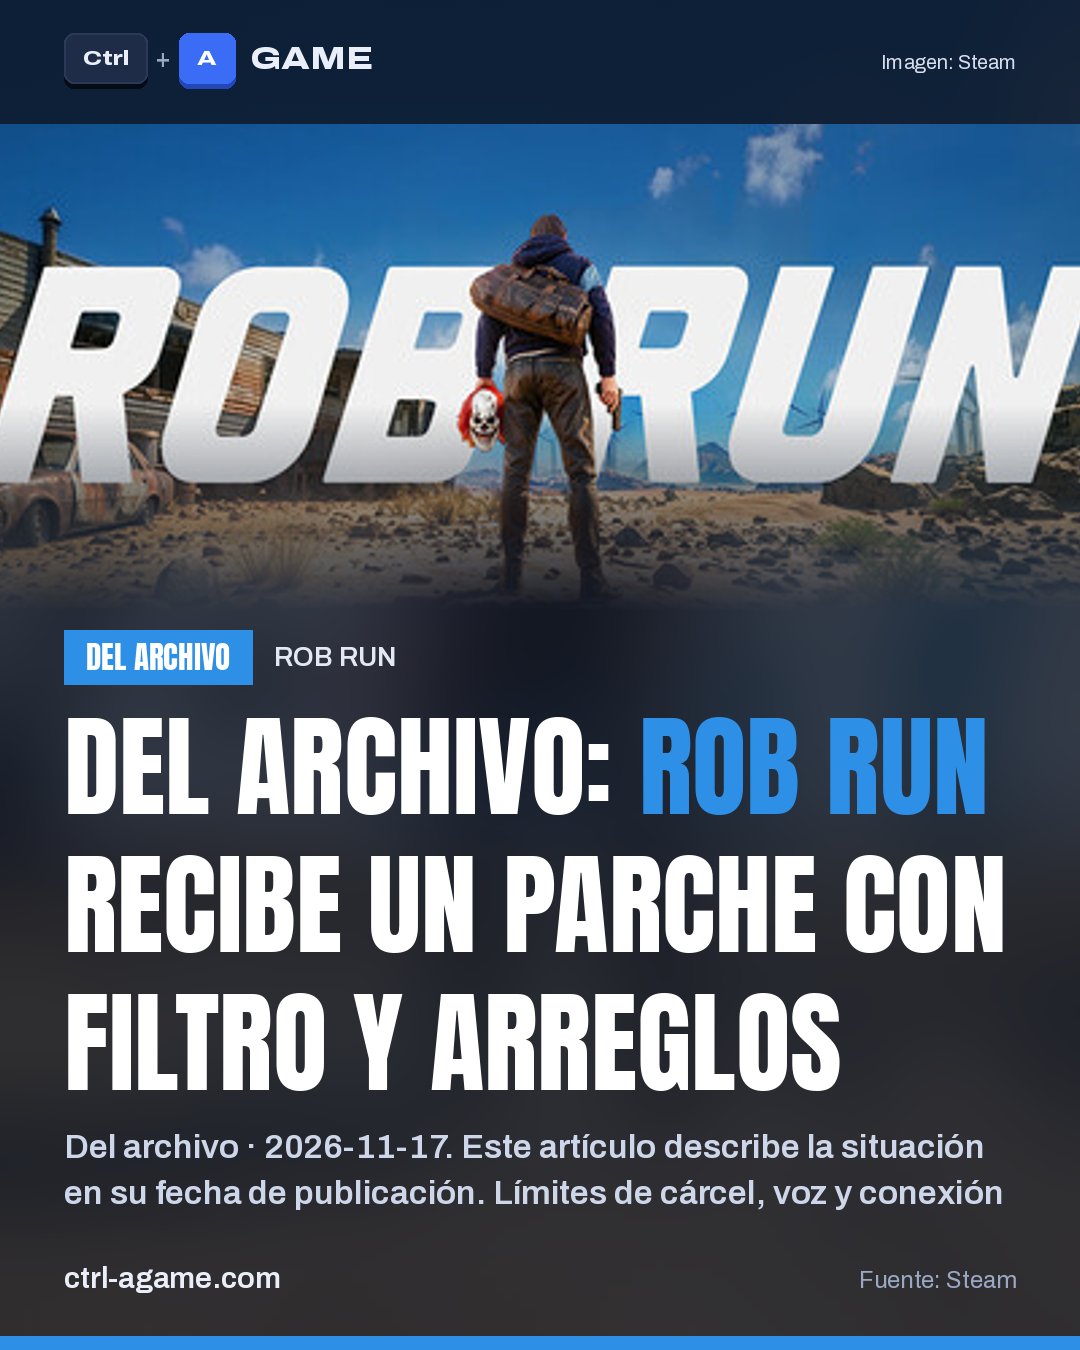 Ctrl + A GAME
Imagen: Steam
ROB RUN
DEL ARCHIVO ROB RUN
DEL ARCHIVO: ROB RUN
RECIBE UN PARCHE CON
FILTRO Y ARREGLOS
Del archivo · 2026-11-17. Este artículo describe la situación
en su fecha de publicación. Límites de cárcel, voz y conexión
ctrl-agame.com
Fuente: Steam